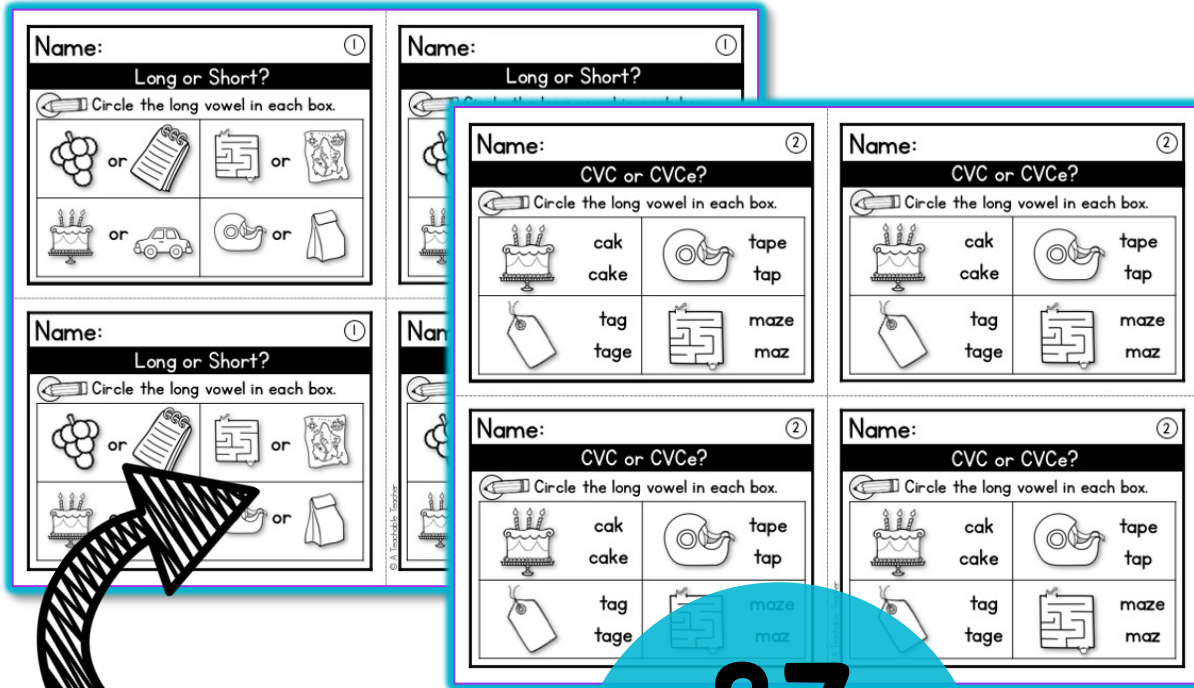 Name: 1
Long or Short?
Circle the long vowel in each box.
or or
or or
Name: 1
Long or Short?
Name: 1
Long or Short?
Circle the long vowel in each box.
or or
or
© A Teachable Teacher
Name: 2
CVC or CVCe?
Circle the long vowel in each box.
cak tape
cake tap
tag maze
tage maz
Name: 2
CVC or CVCe?
Circle the long vowel in each box.
cak tape
cake tap
tag maze
tage maz
Name: 2
CVC or CVCe?
Circle the long vowel in each box.
cak tape
cake tap
tag maze
tage maz
Name: 2
CVC or CVCe?
Circle the long vowel in each box.
cak tape
cake tap
tag maze
tage maz